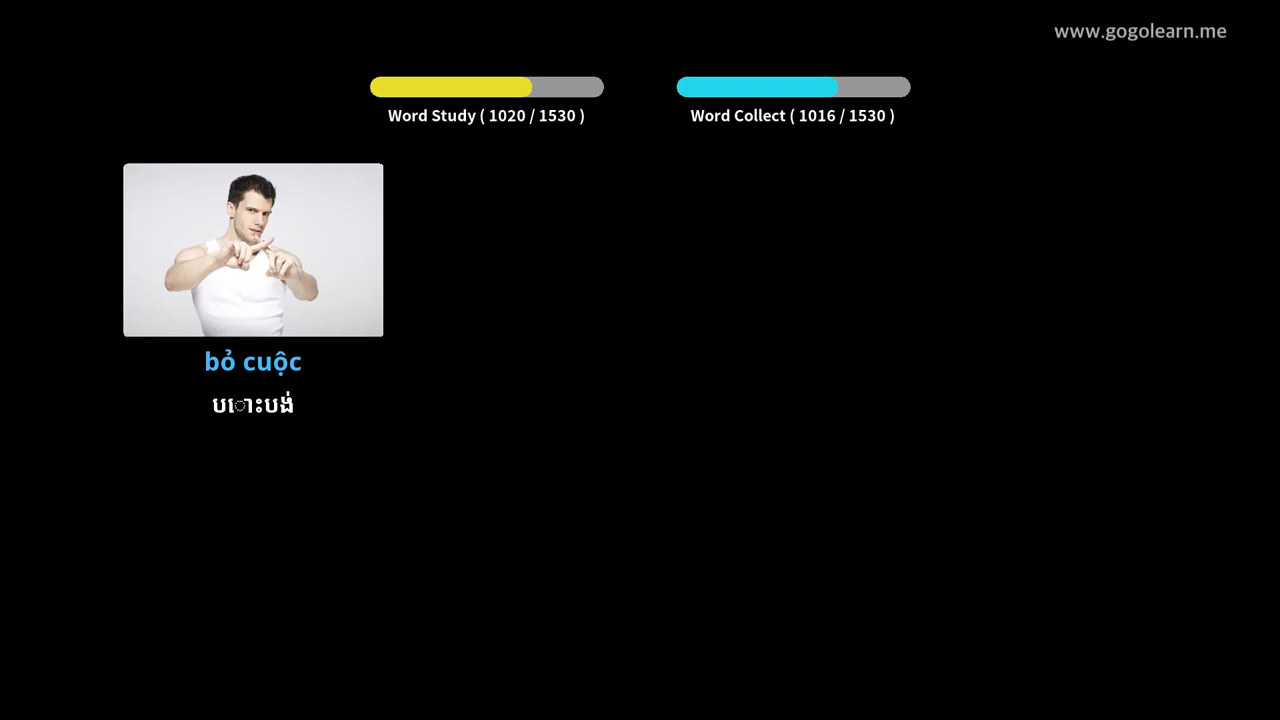 www.gogolearn.me
Word Study ( 1020 / 1530 )
Word Collect ( 1016 / 1530 )
bỏ cuộc
បោះបង់